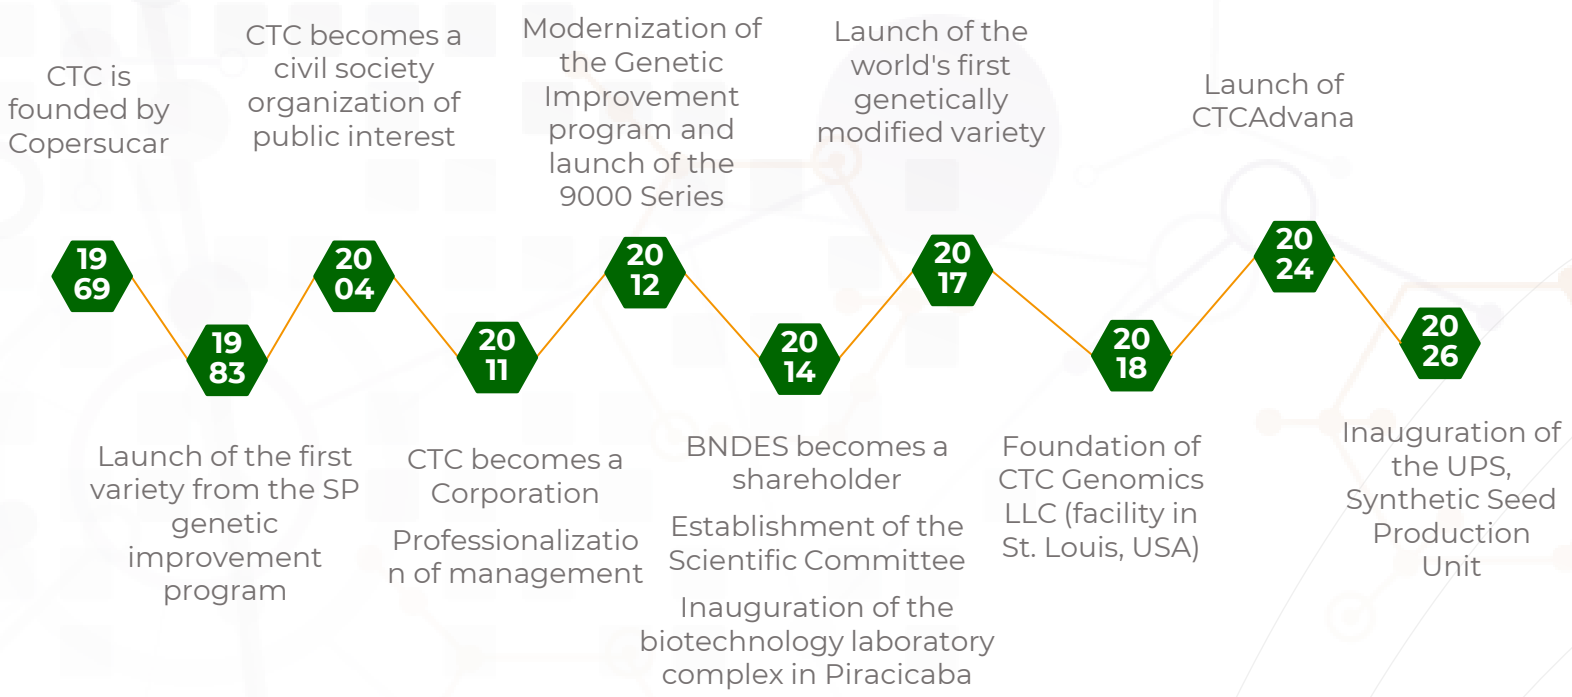 CTC is
founded by
Copersucar
19
69
Launch of the first
variety from the SP
genetic
improvement
program
19
83
CTC becomes a
civil society
organization of
public interest
20
04
CTC becomes a
Corporation
Professionalizatio
n of management
20
11
Modernization of
the Genetic
Improvement
program and
launch of the
9000 Series
20
12
BNDES becomes a
shareholder
Establishment of the
Scientific Committee
Inauguration of the
biotechnology laboratory
complex in Piracicaba
20
14
Launch of the
world's first
genetically
modified variety
20
17
Foundation of
CTC Genomics
LLC (facility in
St. Louis, USA)
20
18
Launch of
CTCAdvana
20
24
Inauguration of
the UPS,
Synthetic Seed
Production
Unit
20
26